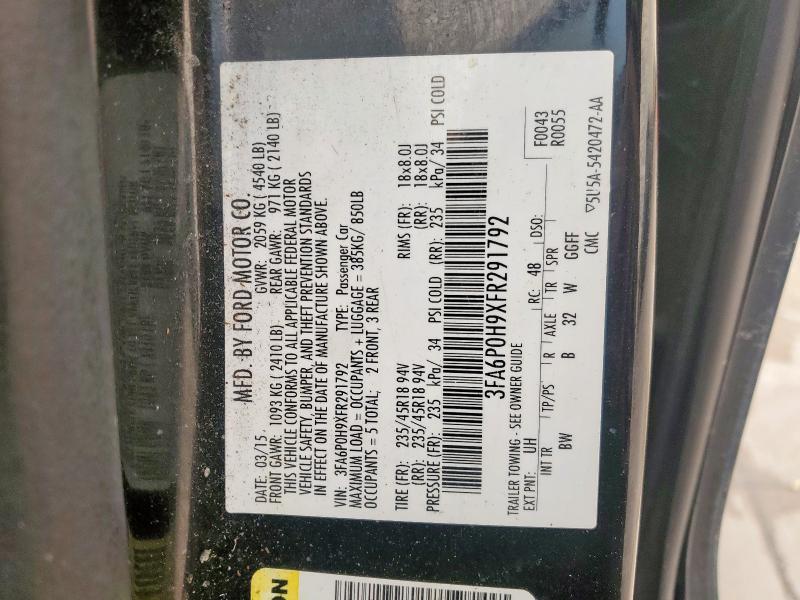 MFD. BY FORD MOTOR CO.
DATE: 03/15 GVWR: 2059 KG ( 4540 LB)
FRONT GAWR: 1093 KG ( 2410 LB) REAR GAWR: 971 KG ( 2140 LB)
THIS VEHICLE CONFORMS TO ALL APPLICABLE FEDERAL MOTOR
VEHICLE SAFETY, BUMPER, AND THEFT PREVENTION STANDARDS
IN EFFECT ON THE DATE OF MANUFACTURE SHOWN ABOVE.
VIN: 3FA6P0H9XFR291792 TYPE: Passenger Car
MAXIMUM LOAD = OCCUPANTS + LUGGAGE = 385KG/ 850LB
OCCUPANTS = 5 TOTAL: 2 FRONT, 3 REAR
TIRE (FR): 235/45R18 94V RIMS (FR): 18x8.0J
(RR): 235/45R18 94V (RR): 18x8.0J
PRESSURE (FR): 235 kPa/ 34 PSI COLD (RR): 235 kPa/ 34 PSI COLD
3FA6P0H9XFR291792
TRAILER TOWING - SEE OWNER GUIDE F0043
EXT PNT: UH RC: 48 DSO: R0055
INT TR TP/PS R AXLE TR SPR
BW B 32 W GGFF
CMC ▽5U5A-5420472-AA
ON